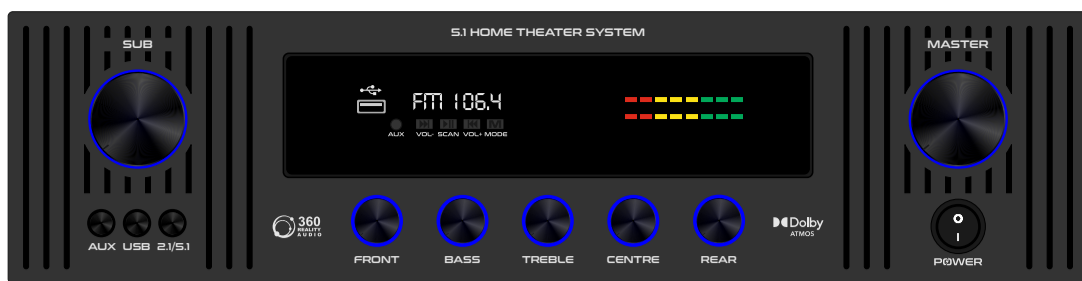 5.1 HOME THEATER SYSTEM
SUB
MASTER
FM 106.4
AUX VOL- SCAN VOL+ MODE
AUX USB 2.1/5.1
360
REALITY
AUDIO
Dolby
ATMOS
FRONT BASS TREBLE CENTRE REAR
O
I
POWER